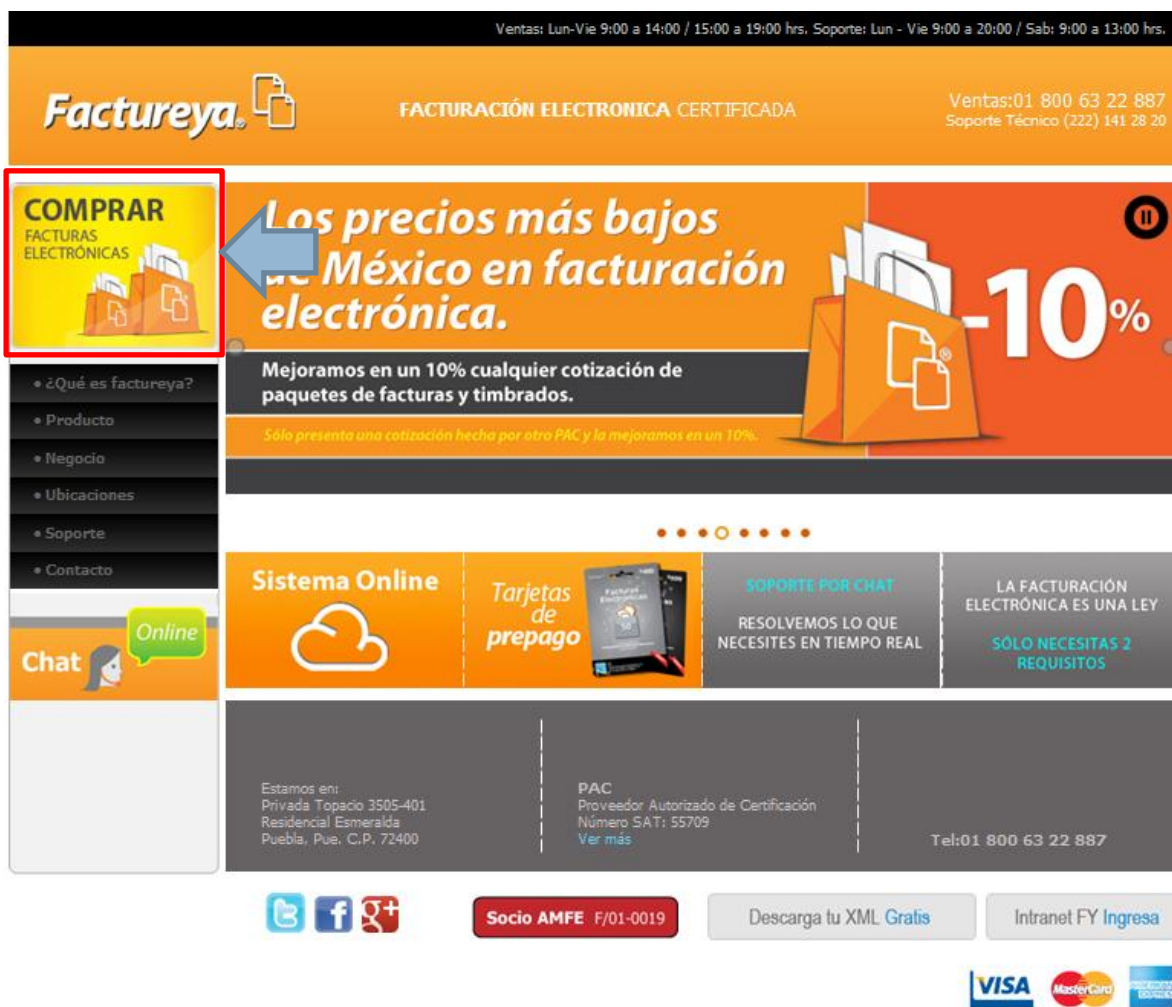 Ventas: Lun-Vie 9:00 a 14:00 / 15:00 a 19:00 hrs. Soporte: Lun - Vie 9:00 a 20:00 / Sab: 9:00 a 13:00 hrs.
Factureya.
FACTURACIÓN ELECTRONICA CERTIFICADA
Ventas:01 800 63 22 887
Soporte Técnico (222) 141 28 20
COMPRAR
FACTURAS
ELECTRÓNICAS
Los precios más bajos
de México en facturación
electrónica.
-10%
Mejoramos en un 10% cualquier cotización de
paquetes de facturas y timbrados.
Sólo presenta una cotización hecha por otro PAC y la mejoramos en un 10%.
• ¿Qué es factureya?
• Producto
• Negocio
• Ubicaciones
• Soporte
• Contacto
Chat
Online
Sistema Online
Tarjetas
de
prepago
Facturas
Electrónicas
SOPORTE POR CHAT
RESOLVEMOS LO QUE
NECESITES EN TIEMPO REAL
LA FACTURACIÓN
ELECTRÓNICA ES UNA LEY
SÓLO NECESITAS 2
REQUISITOS
Estamos en:
Privada Topacio 3505-401
Residencial Esmeralda
Puebla, Pue. C.P. 72400
PAC
Proveedor Autorizado de Certificación
Número SAT: 55709
Ver más
Tel:01 800 63 22 887
Socio AMFE F/01-0019
Descarga tu XML Gratis
Intranet FY Ingresa
VISA
MasterCard